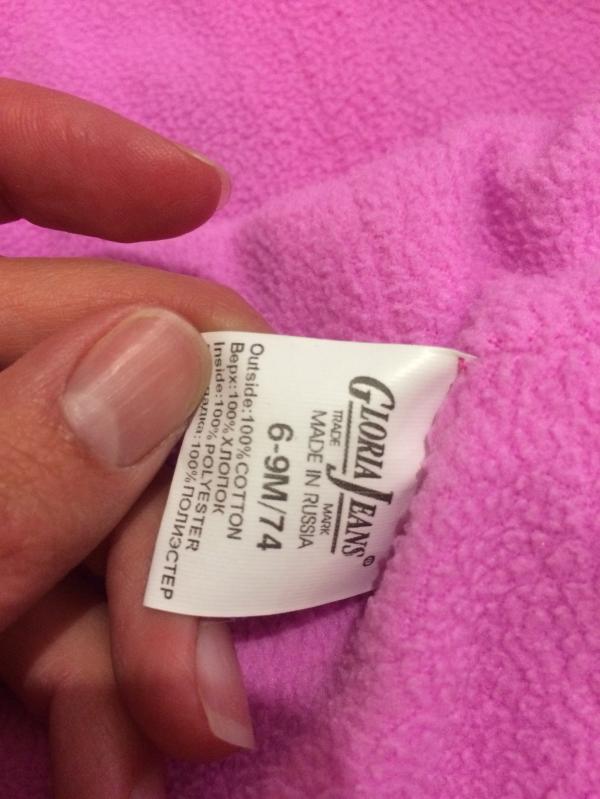 GLORIA JEANS®
TRADE MARK
MADE IN RUSSIA
6-9M/74
Outside:100%COTTON
Верх:100%ХЛОПОК
Inside:100%POLYESTER
100%ПОЛИЭСТЕР